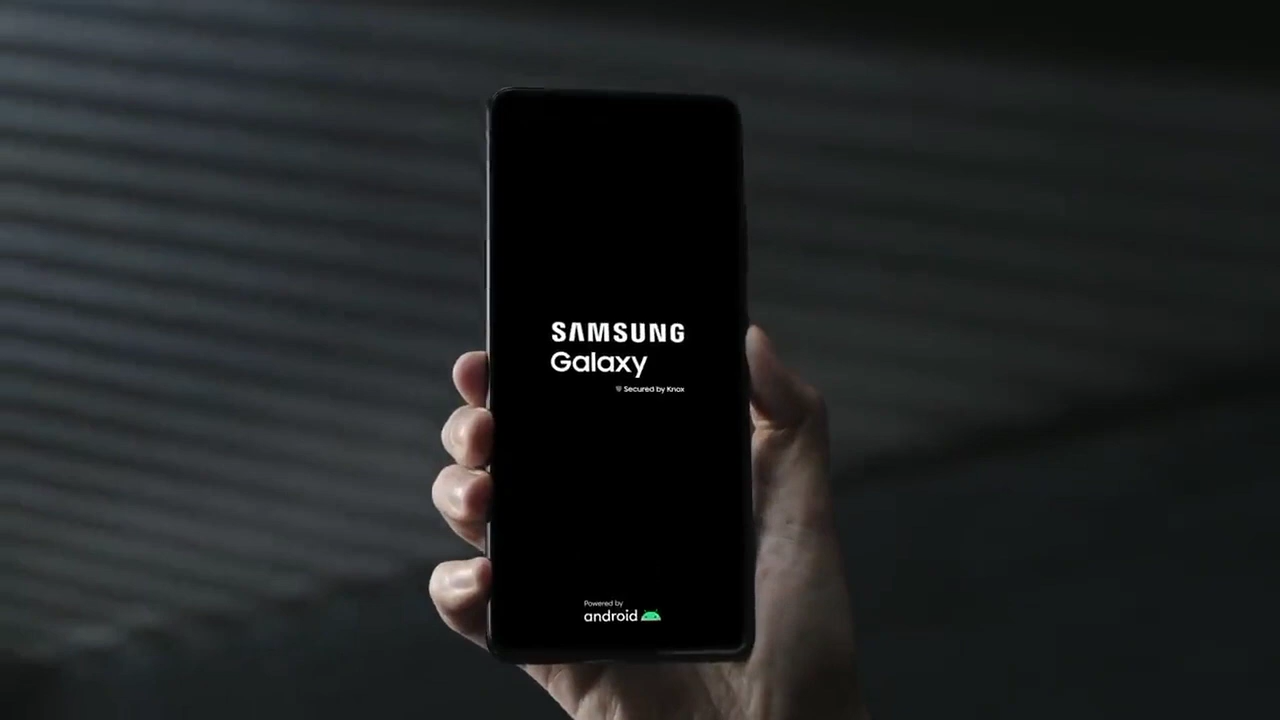 SAMSUNG
Galaxy
Secured by Knox
Powered by
android